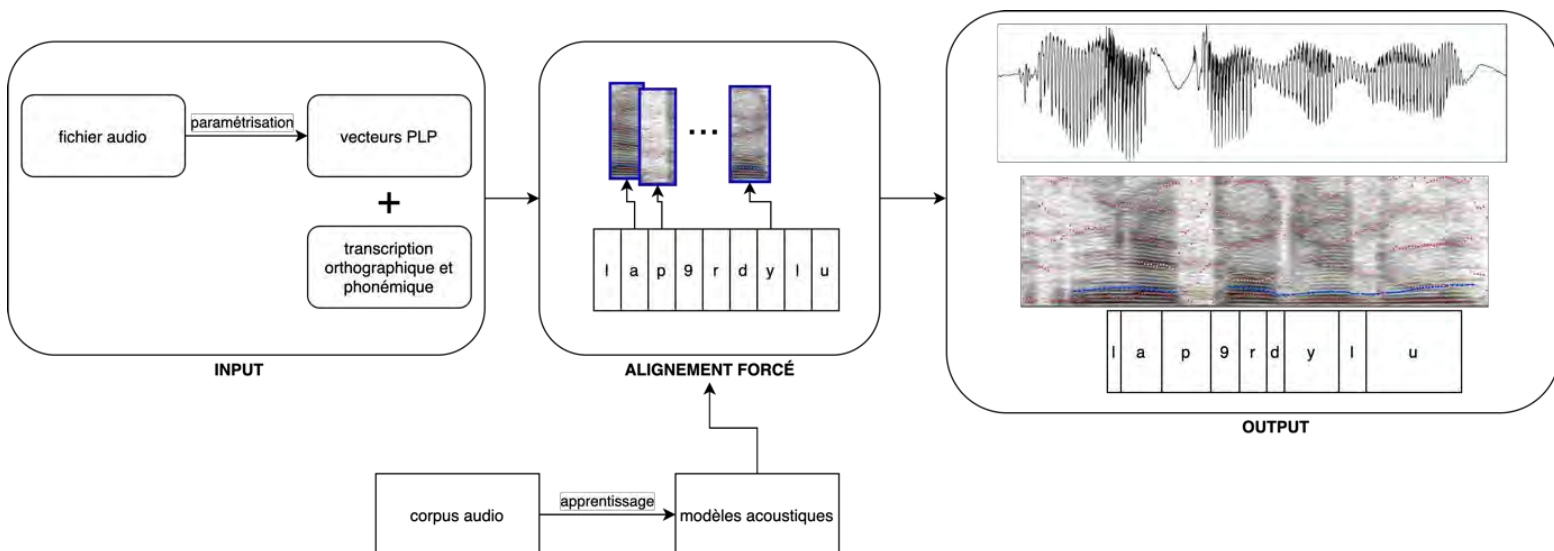 fichier audio
paramétrisation
vecteurs PLP
+
transcription
orthographique et
phonémique
INPUT
...
l a p 9 r d y l u
ALIGNEMENT FORCÉ
l a p 9 r d y l u
OUTPUT
corpus audio
apprentissage
modèles acoustiques